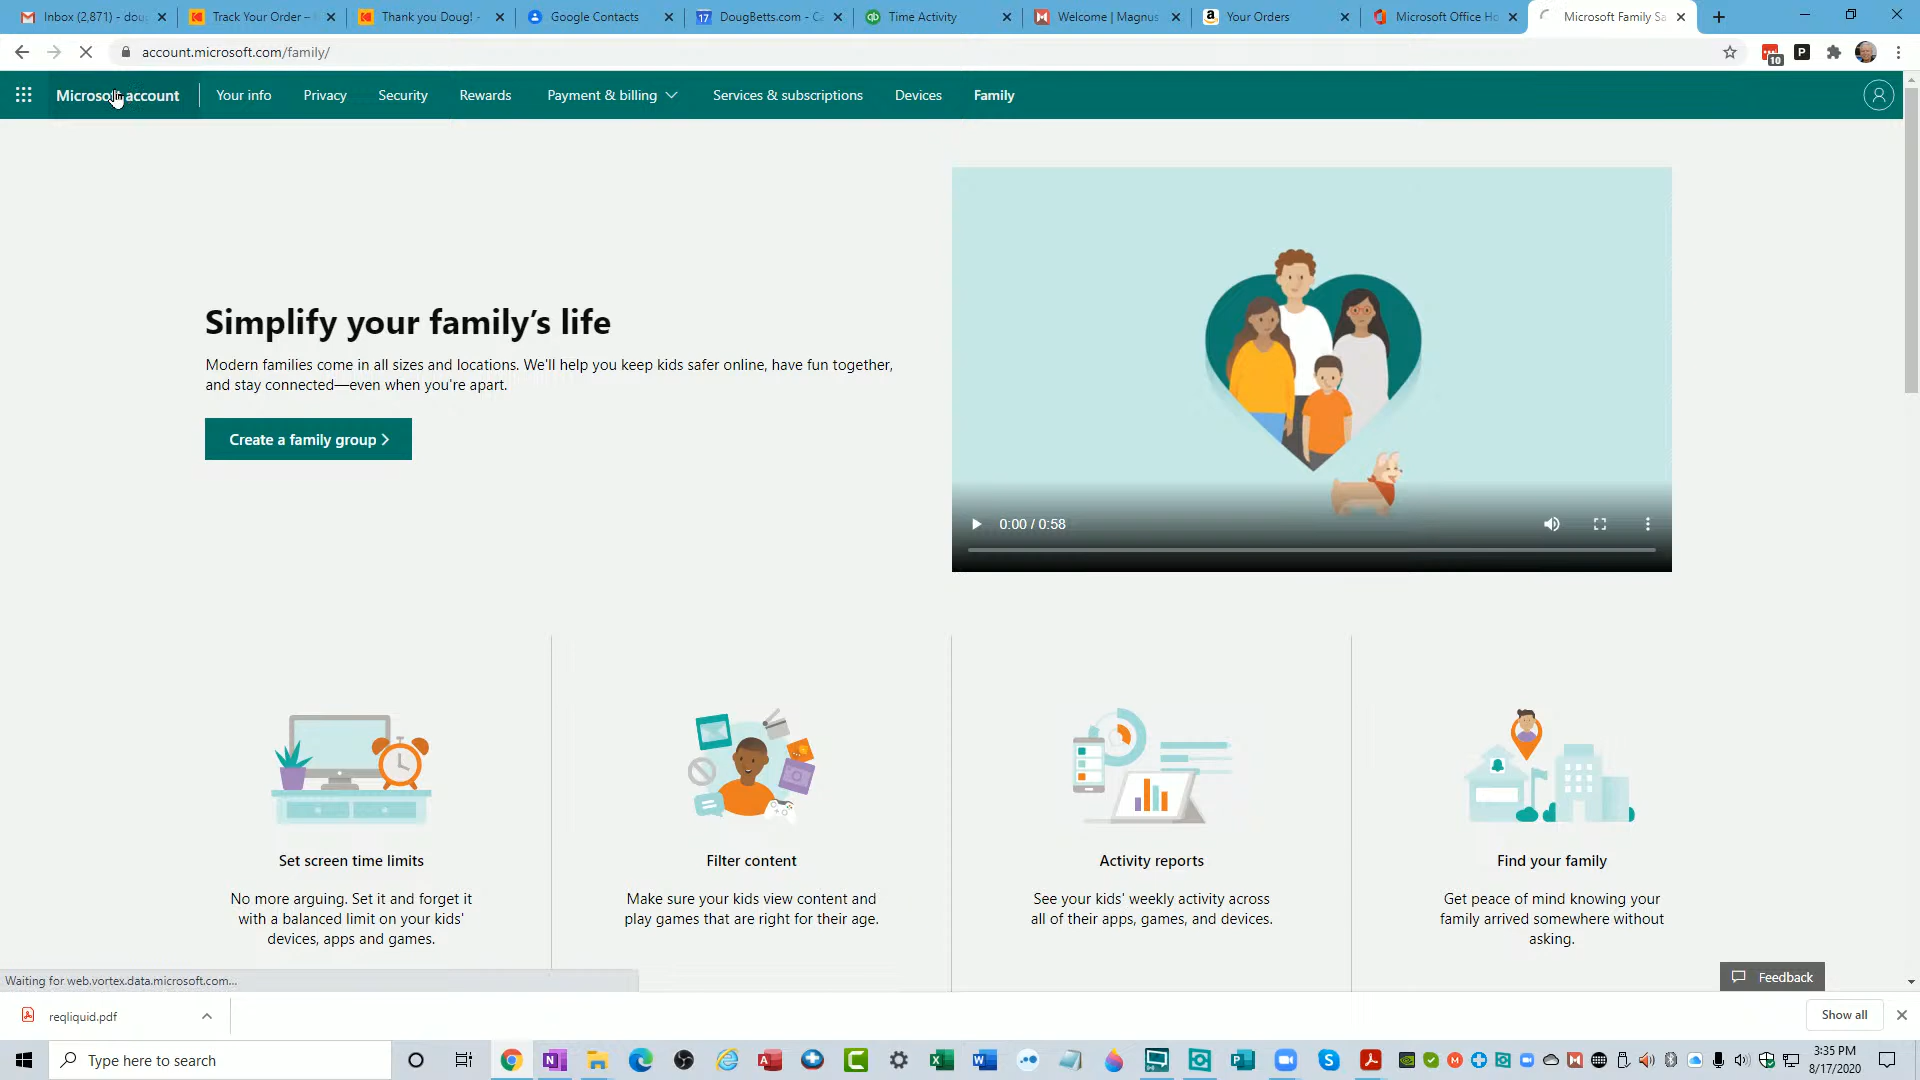 Inbox (2,871) - dou
Track Your Order –
Thank you Doug! -
Google Contacts
17
DougBetts.com - Ca
qb
Time Activity
Welcome | Magnus
Your Orders
Microsoft Office Ho
Microsoft Family Sa
account.microsoft.com/family/
10
P
Microsoft account
Your info
Privacy
Security
Rewards
Payment & billing
Services & subscriptions
Devices
Family
Simplify your family's life
Modern families come in all sizes and locations. We'll help you keep kids safer online, have fun together,
and stay connected—even when you're apart.
Create a family group
0:00 / 0:58
Set screen time limits
No more arguing. Set it and forget it
with a balanced limit on your kids'
devices, apps and games.
Filter content
Make sure your kids view content and
play games that are right for their age.
Activity reports
See your kids' weekly activity across
all of their apps, games, and devices.
Find your family
Get peace of mind knowing your
family arrived somewhere without
asking.
Waiting for web.vortex.data.microsoft.com...
Feedback
reqliquid.pdf
Show all
Type here to search
3:35 PM
8/17/2020